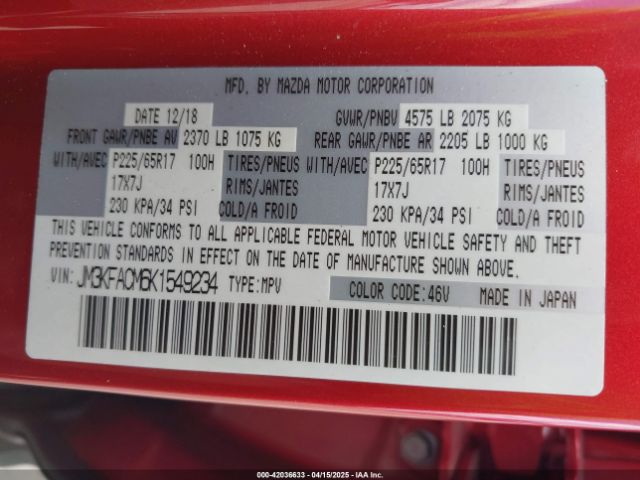 MFD. BY MAZDA MOTOR CORPORATION
DATE 12/18 GVWR/PNBV 4575 LB 2075 KG
FRONT GAWR/PNBE AV 2370 LB 1075 KG REAR GAWR/PNBE AR 2205 LB 1000 KG
WITH/AVEC P225/65R17 100H TIRES/PNEUS WITH/AVEC P225/65R17 100H TIRES/PNEUS
17X7J RIMS/JANTES 17X7J RIMS/JANTES
230 KPA/34 PSI COLD/A FROID 230 KPA/34 PSI COLD/A FROID
THIS VEHICLE CONFORMS TO ALL APPLICABLE FEDERAL MOTOR VEHICLE SAFETY AND THEFT
PREVENTION STANDARDS IN EFFECT ON THE DATE OF MANUFACTURE SHOWN ABOVE.
VIN: JM3KFACM6K1549234 TYPE:MPV COLOR CODE:46V MADE IN JAPAN
000-42036633 - 04/15/2025 - IAAI.COM